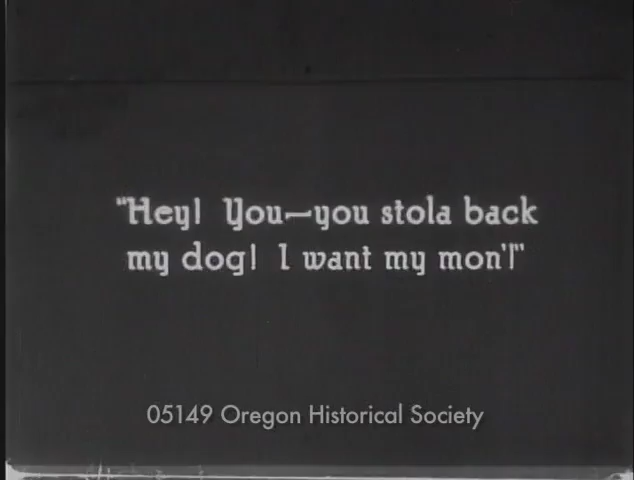 "Hey! You—you stola back
my dog! I want my mon'!"
05149 Oregon Historical Society